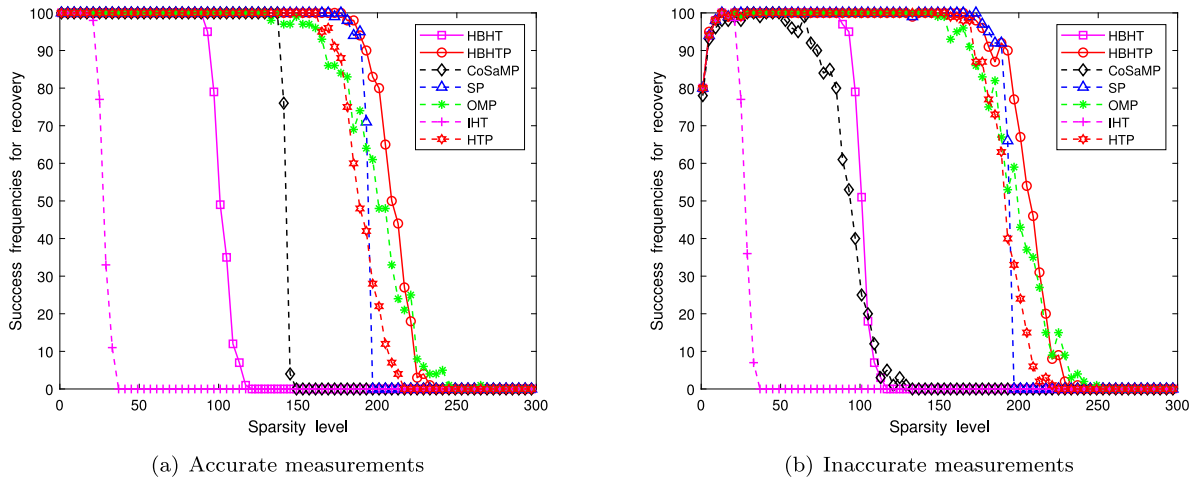 Succcess frequencies for recovery
100
90
80
70
60
50
40
30
20
10
0
0 50 100 150 200 250 300
Sparsity level
HBHT
HBHTP
CoSaMP
SP
OMP
IHT
HTP
(a) Accurate measurements
Succcess frequencies for recovery
100
90
80
70
60
50
40
30
20
10
0
0 50 100 150 200 250 300
Sparsity level
HBHT
HBHTP
CoSaMP
SP
OMP
IHT
HTP
(b) Inaccurate measurements